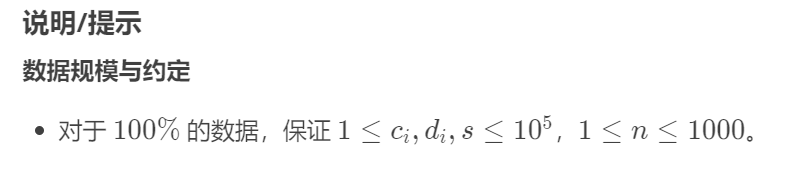 说明/提示
数据规模与约定
• 对于 100% 的数据，保证 1 ≤ c_i, d_i, s ≤ 10^5，1 ≤ n ≤ 1000。